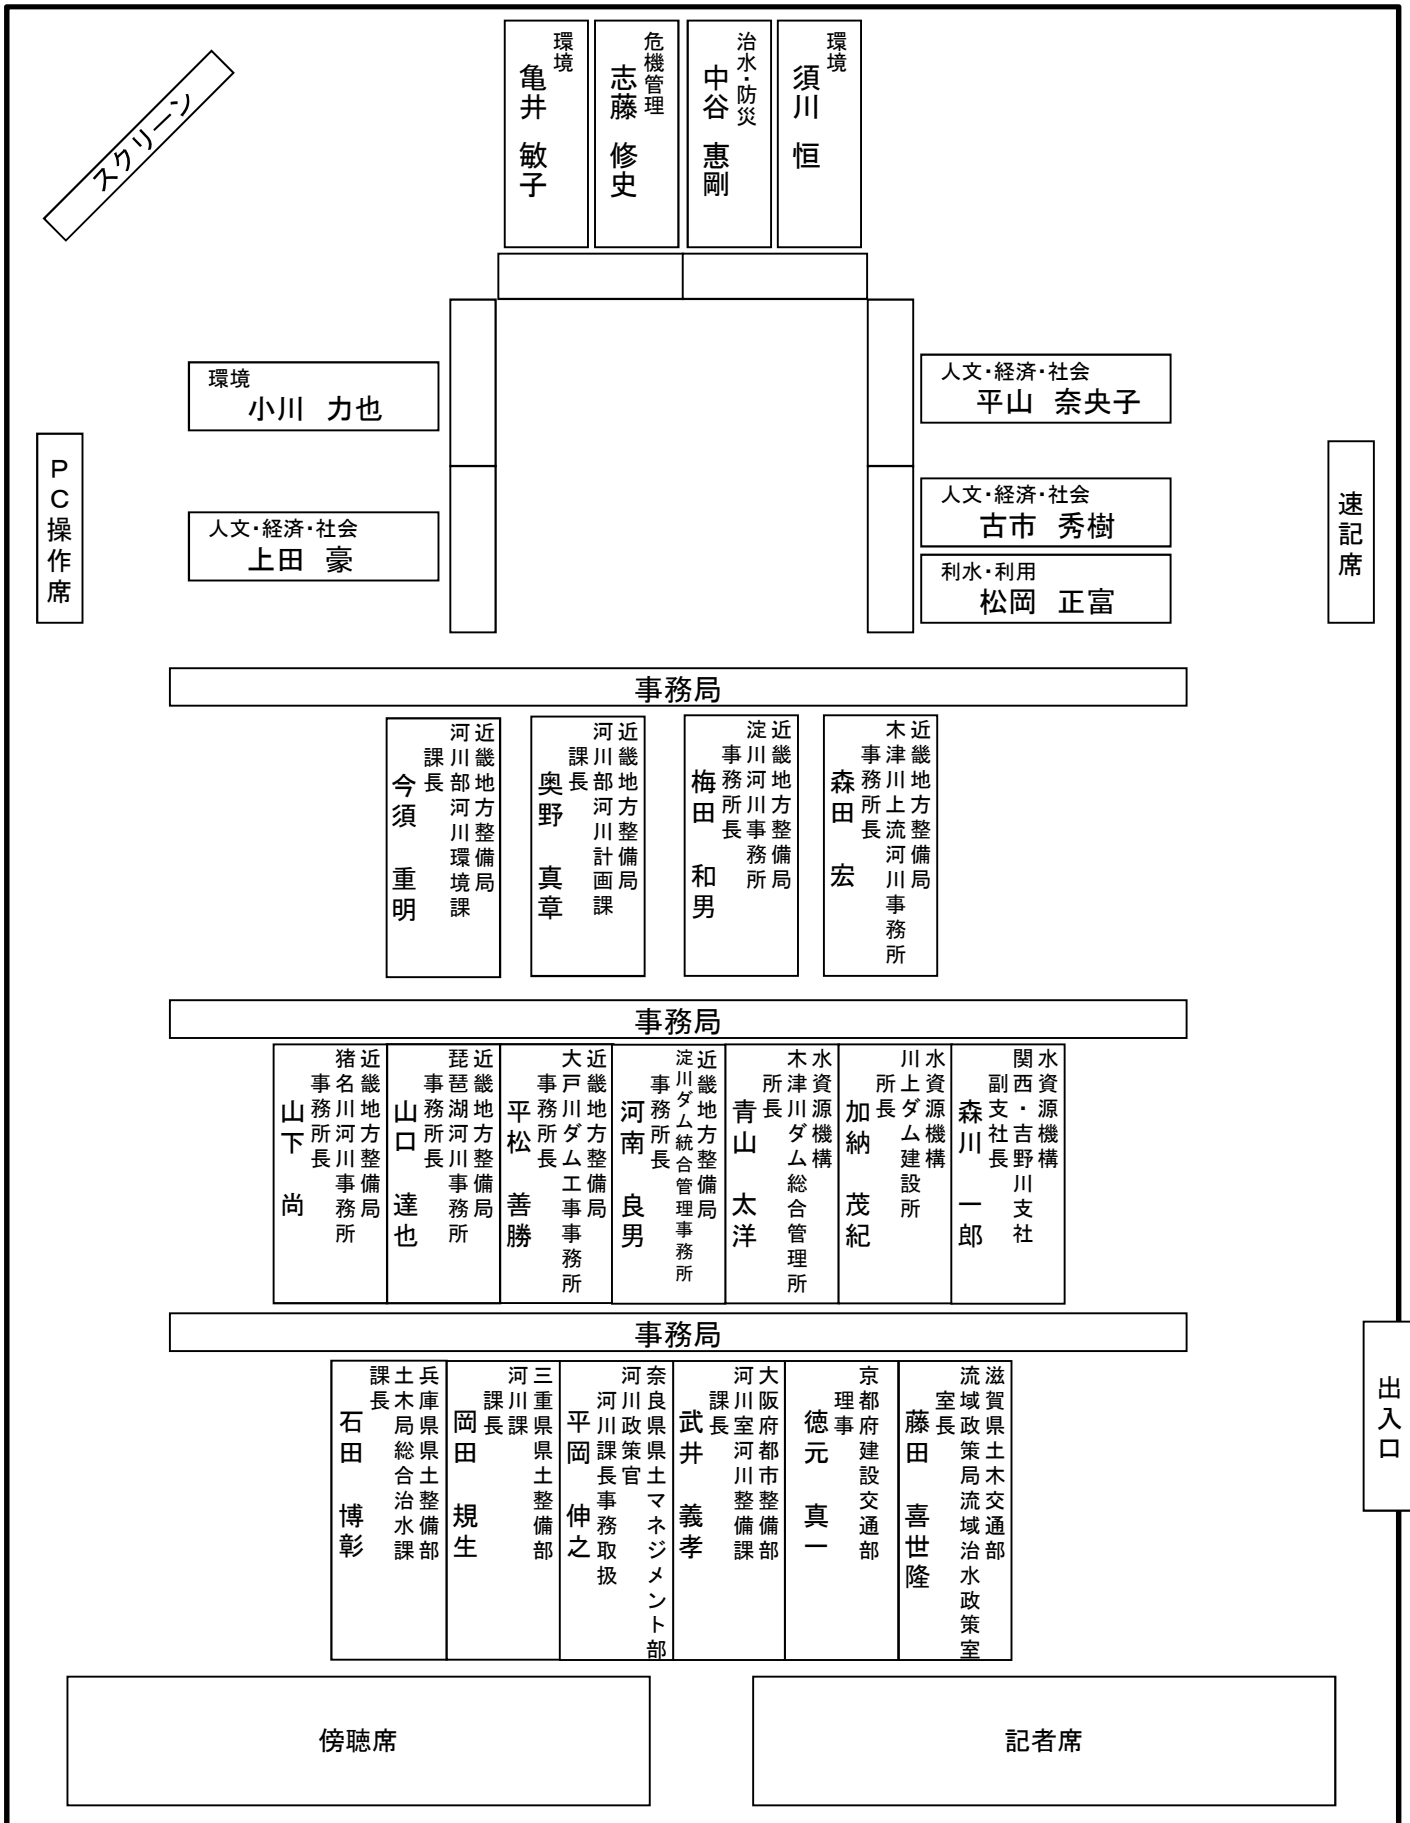 スクリーン
環境
亀井 敏子
危機管理
志藤 修史
治水・防災
中谷 惠剛
環境
須川 恒
環境
小川 力也
人文・経済・社会
上田 豪
人文・経済・社会
平山 奈央子
人文・経済・社会
古市 秀樹
利水・利用
松岡 正富
PC操作席
速記席
事務局
近畿地方整備局
河川部河川環境課
課長
今須 重明
近畿地方整備局
河川部河川計画課
課長
奥野 真章
近畿地方整備局
淀川河川事務所
事務所長
梅田 和男
近畿地方整備局
木津川上流河川事務所
事務所長
森田 宏
事務局
近畿地方整備局
猪名川河川事務所
事務所長
山下 尚
近畿地方整備局
琵琶湖河川事務所
事務所長
山口 達也
近畿地方整備局
大戸川ダム工事事務所
事務所長
平松 善勝
近畿地方整備局
淀川ダム統合管理事務所
事務所長
河南 良男
水資源機構
木津川ダム総合管理所
所長
青山 太洋
水資源機構
川上ダム建設所
所長
加納 茂紀
水資源機構
関西・吉野川支社
副支社長
森川 一郎
事務局
兵庫県県土整備部
土木局総合治水課
課長
石田 博彰
三重県県土整備部
河川課
課長
岡田 規生
奈良県県土マネジメント部
河川政策官
河川課長事務取扱
平岡 伸之
大阪府都市整備部
河川室河川整備課
課長
武井 義孝
京都府建設交通部
理事
徳元 真一
滋賀県土木交通部
流域政策局流域治水政策室
室長
藤田 喜世隆
出入口
傍聴席
記者席